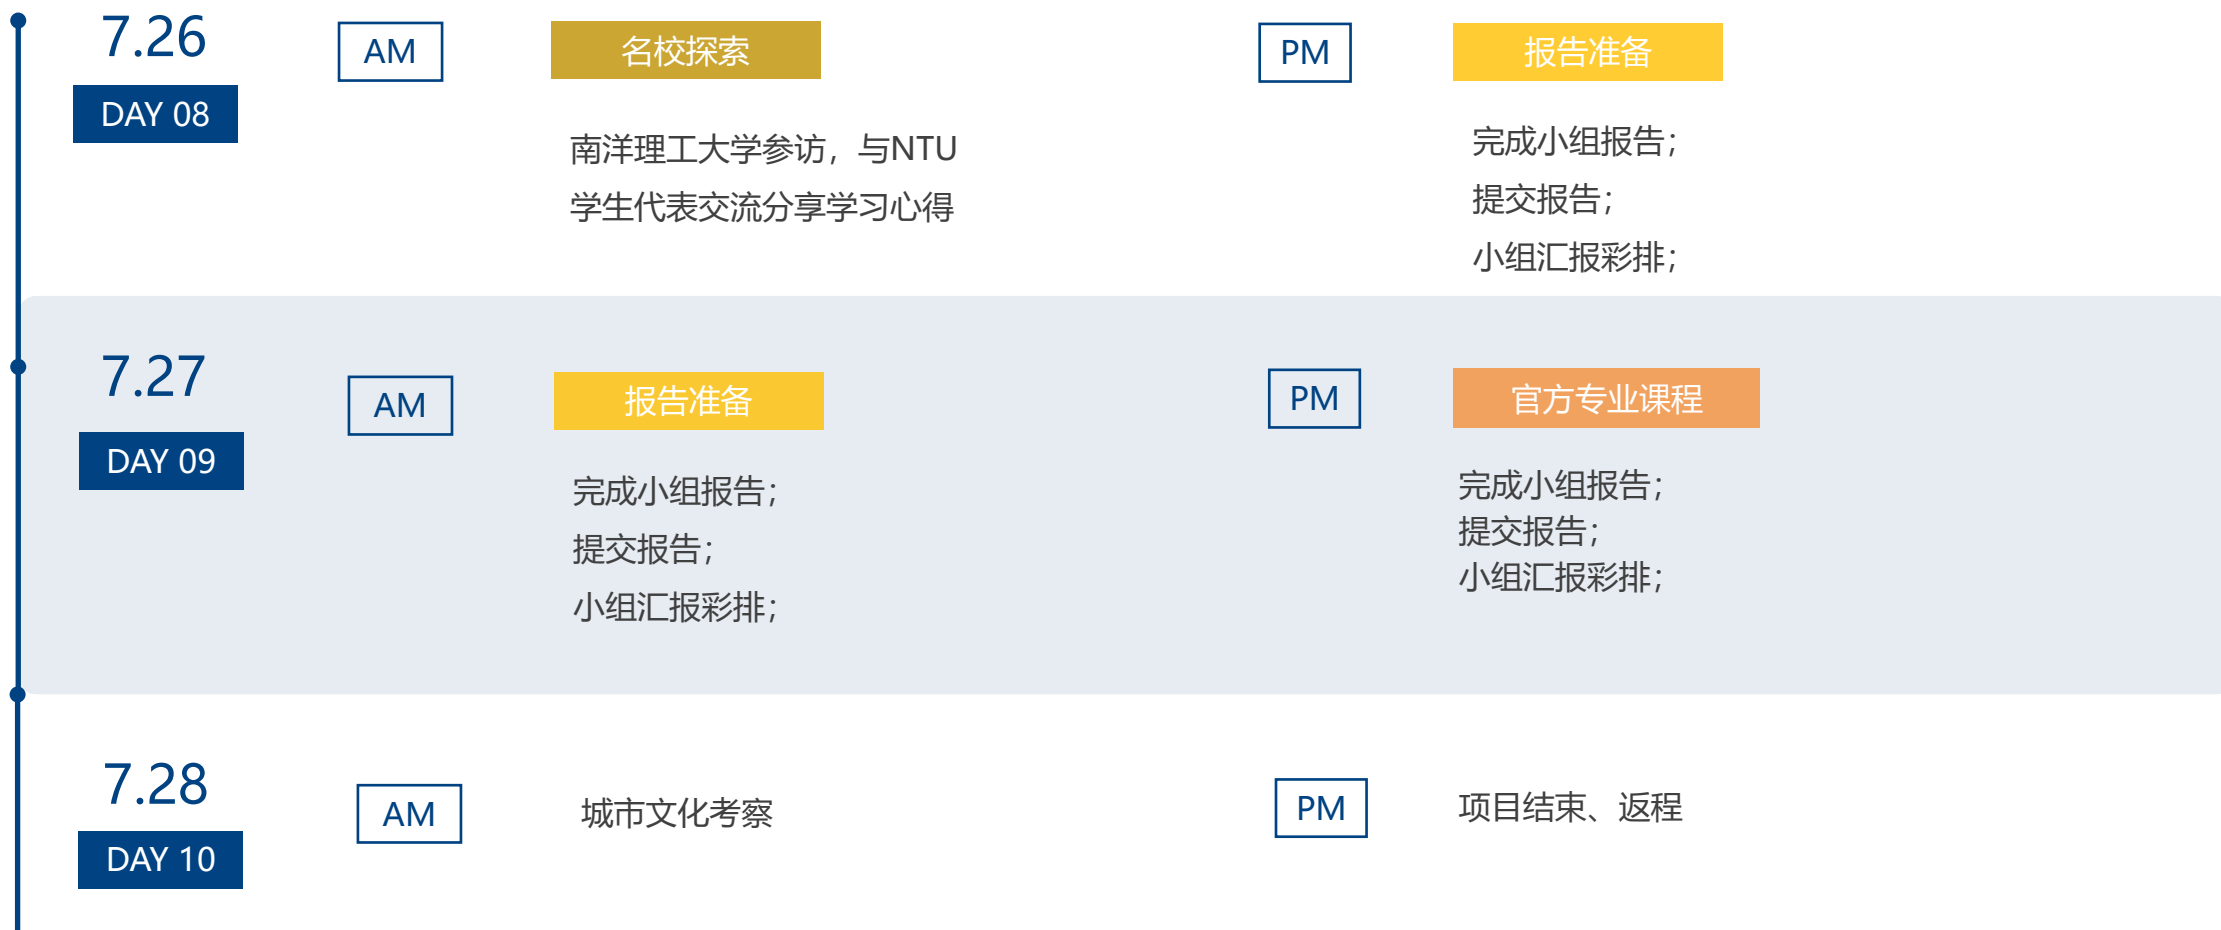 7.26
DAY 08
AM
名校探索
南洋理工大学参访，与NTU
学生代表交流分享学习心得
PM
报告准备
完成小组报告；
提交报告；
小组汇报彩排；
7.27
DAY 09
AM
报告准备
完成小组报告；
提交报告；
小组汇报彩排；
PM
官方专业课程
完成小组报告；
提交报告；
小组汇报彩排；
7.28
DAY 10
AM
城市文化考察
PM
项目结束、返程